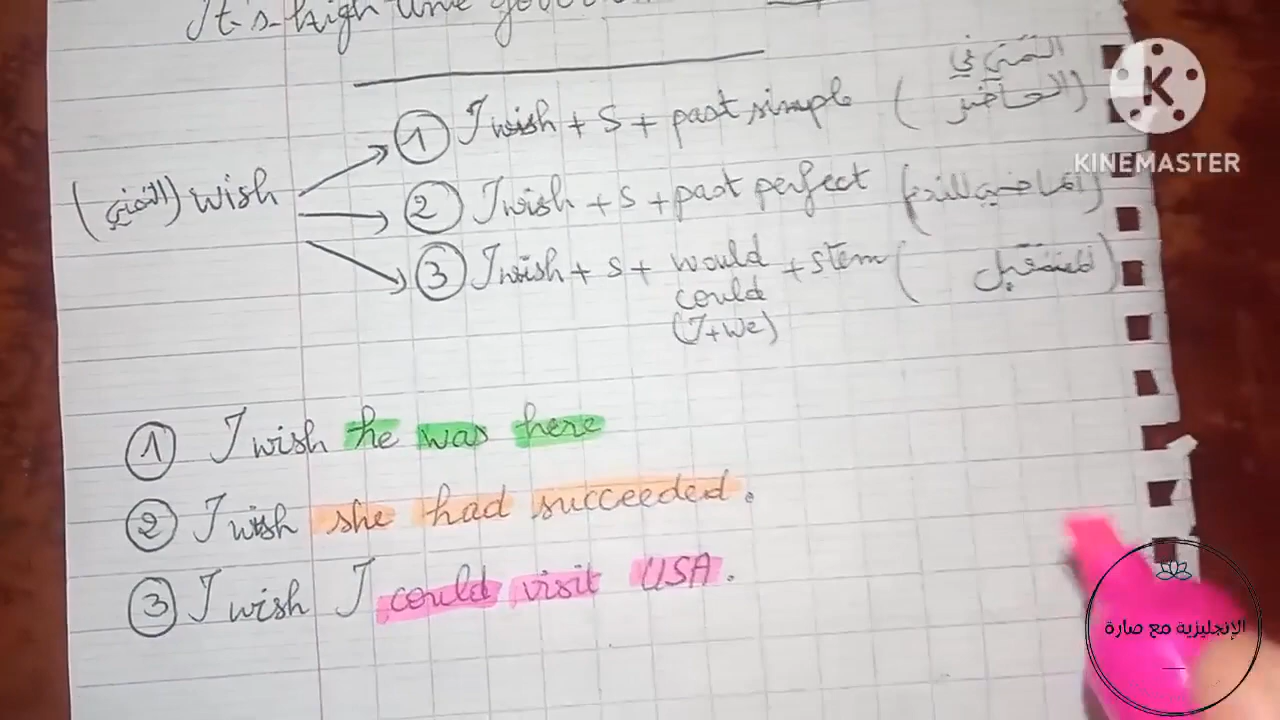 It's high time
① I wish + S + past simple (التمني في الحاضر)
(التمني) wish
② I wish + S + past perfect (الماضي للندم)
③ I wish + S + would + stem (المستقبل)
could
(I+We)
① I wish he was here
② I wish she had succeeded.
③ I wish I could visit USA.
K
KINEMASTER
الإنجليزية مع صارة